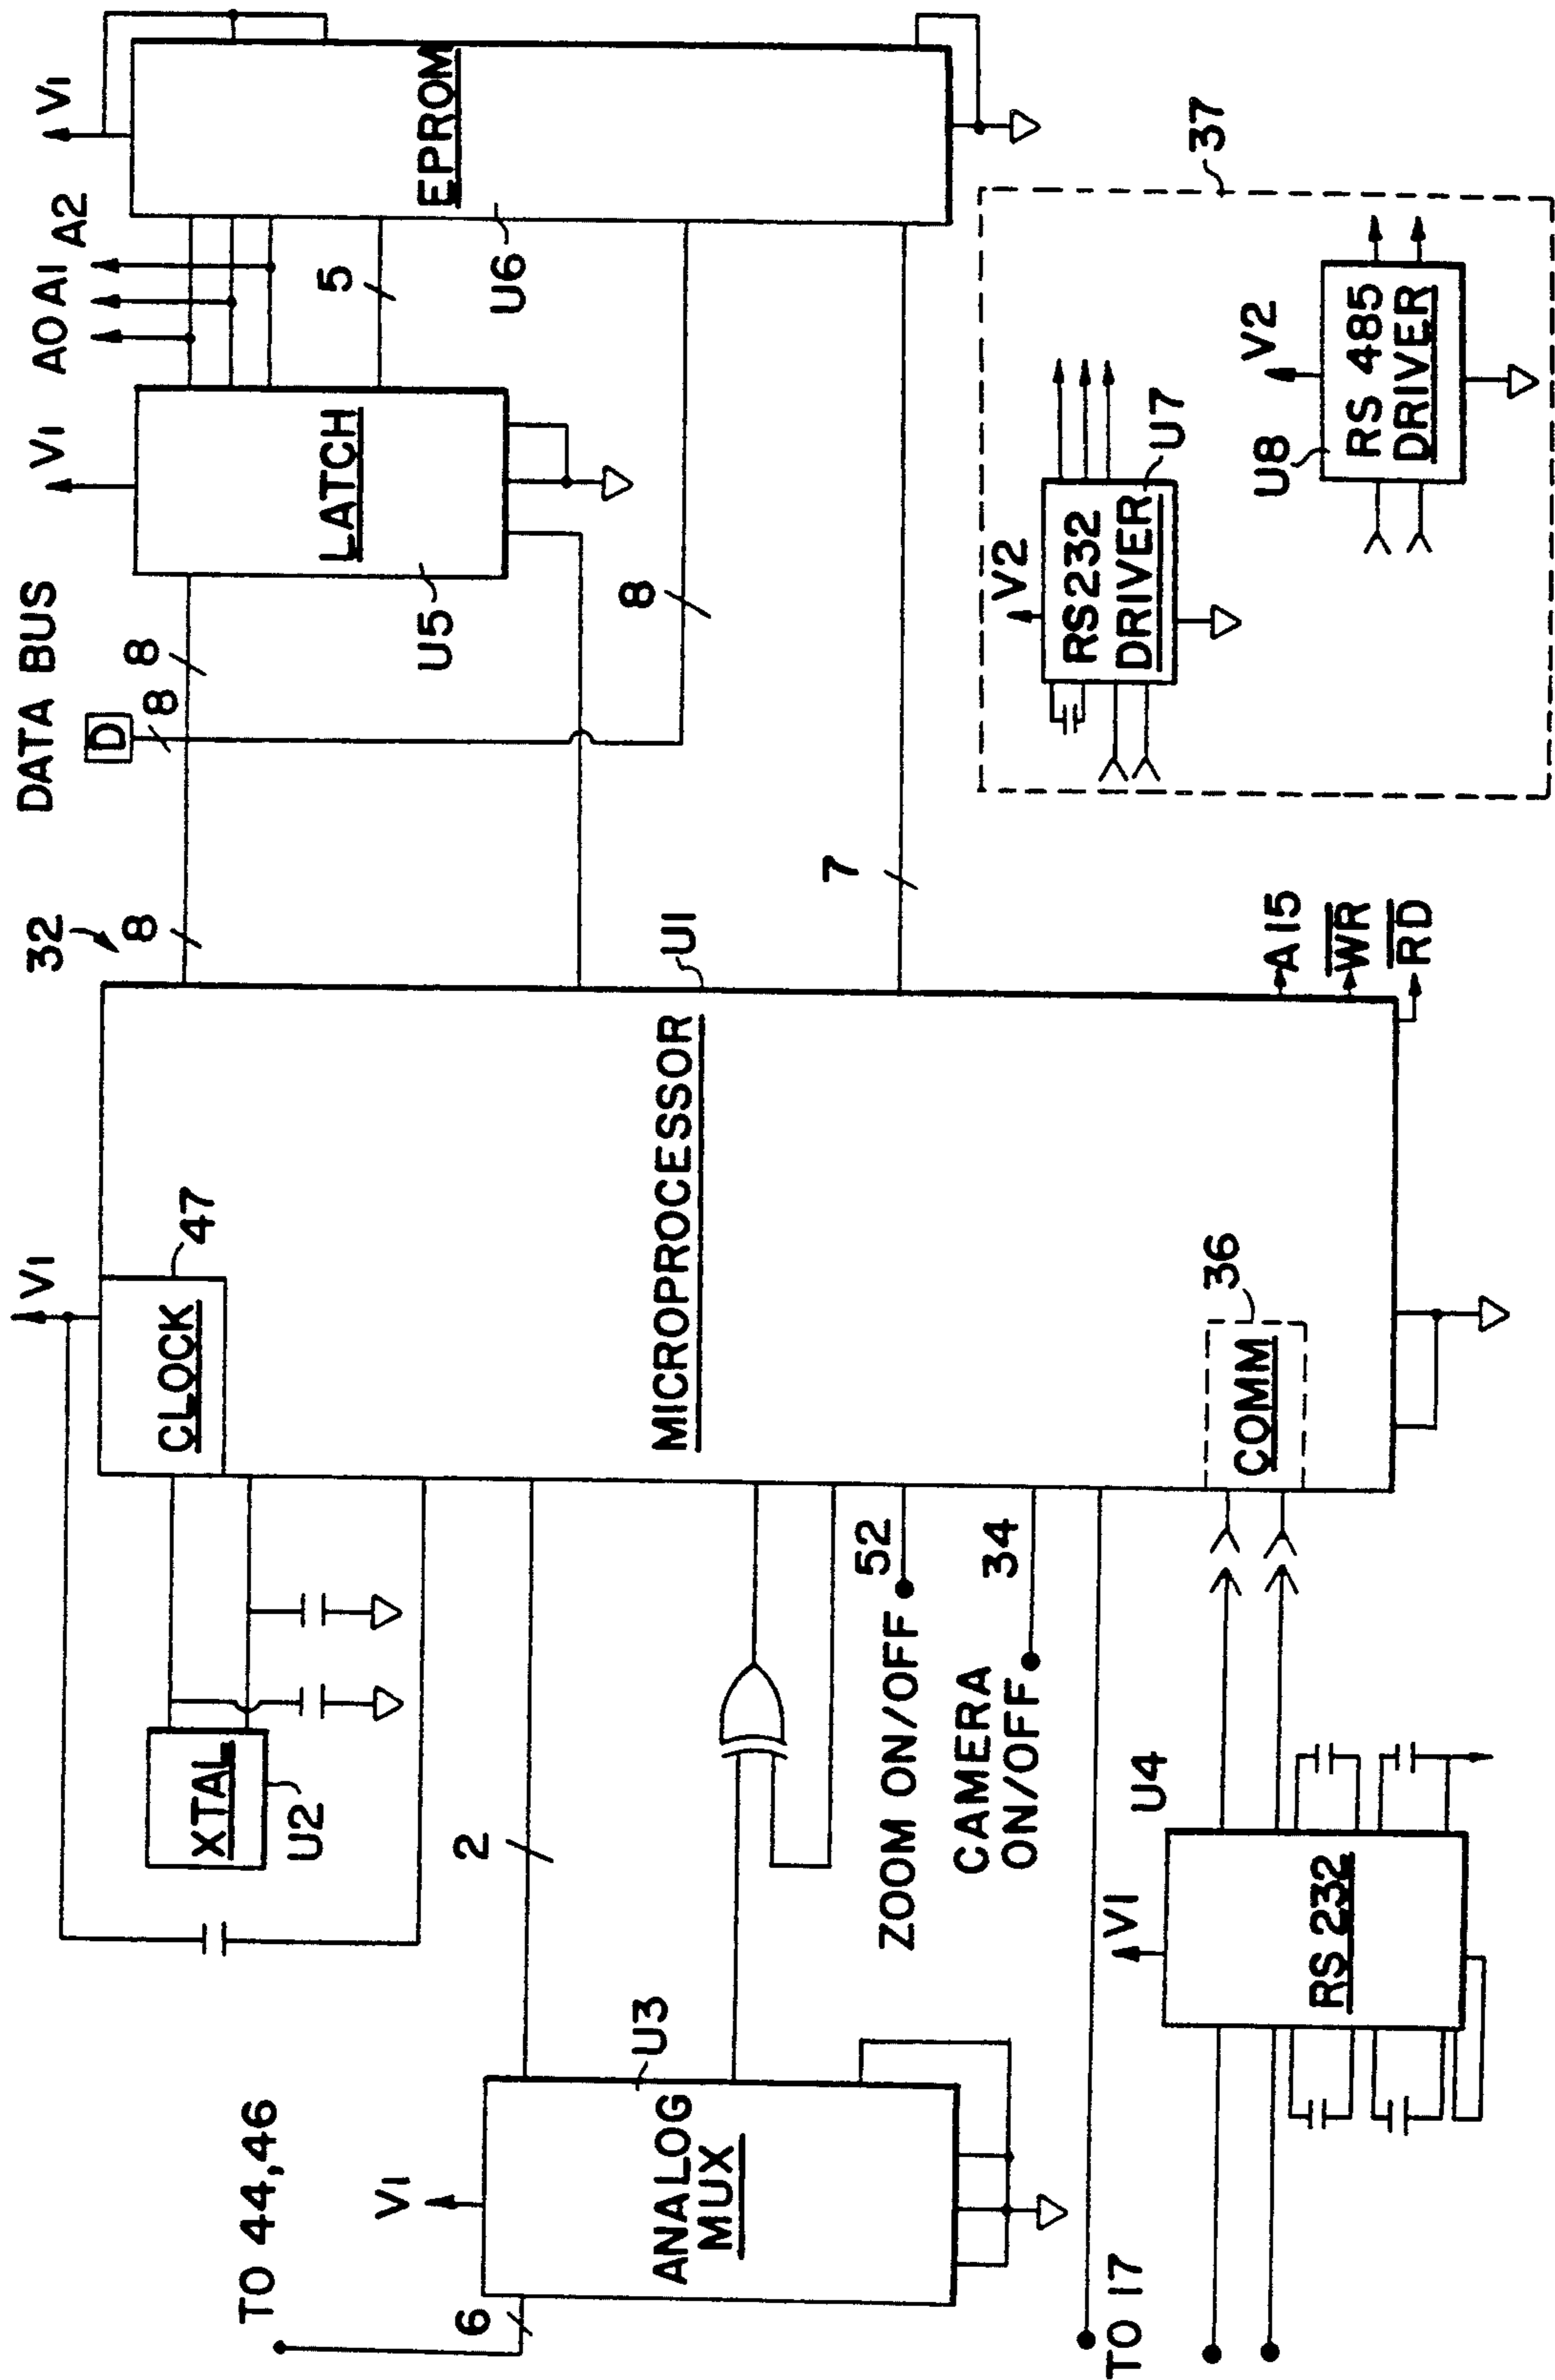 TO 44,46
6
V1
ANALOG
MUX
U3
TO 17
XTAL
U2
2
ZOOM ON/OFF
52
CAMERA
ON/OFF
34
V1
RS232
U4
V1
CLOCK
47
MICROPROCESSOR
U1
COMM
36
32
8
7
A15
WR
RD
DATA BUS
D
8
8
8
V1
LATCH
U5
A0 A1 A2
5
V1
EPROM
U6
37
V2
RS232
DRIVER
U7
V2
RS 485
DRIVER
U8